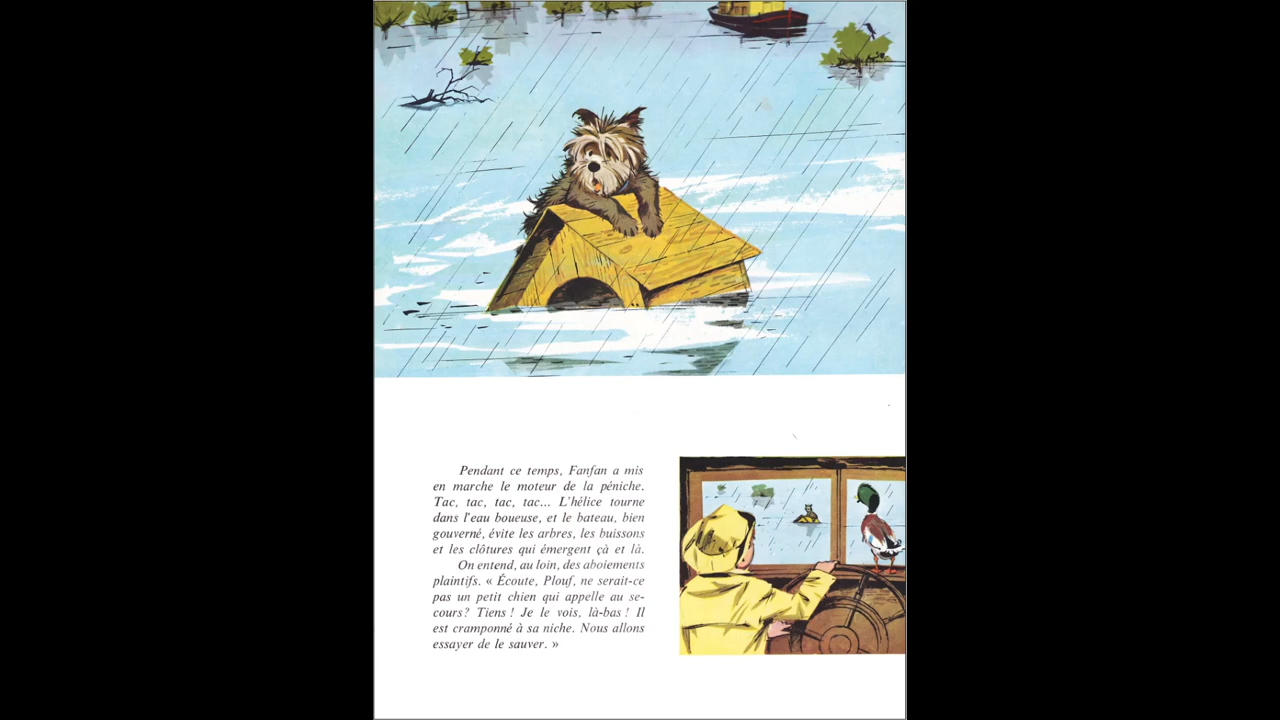 Pendant ce temps, Fanfan a mis
en marche le moteur de la péniche.
Tac, tac, tac, tac... L'hélice tourne
dans l'eau boueuse, et le bateau, bien
gouverné, évite les arbres, les buissons
et les clôtures qui émergent çà et là.
On entend, au loin, des aboiements
plaintifs. « Écoute, Plouf, ne serait-ce
pas un petit chien qui appelle au se-
cours? Tiens ! Je le vois, là-bas ! Il
est cramponné à sa niche. Nous allons
essayer de le sauver. »